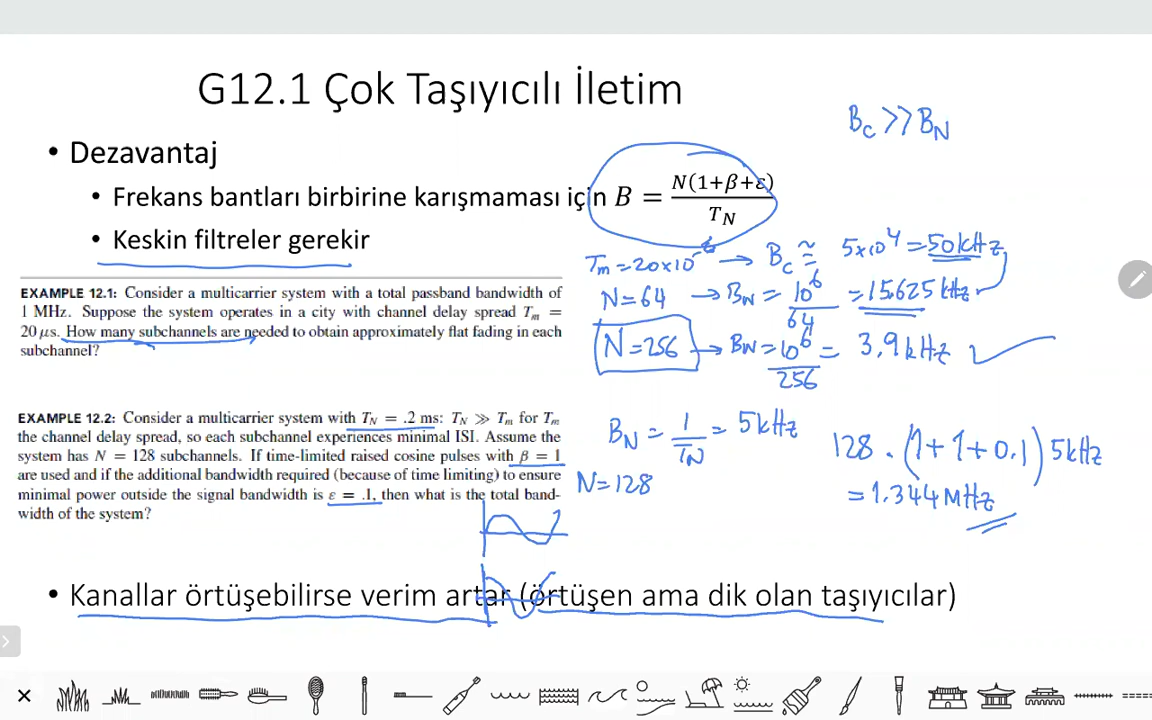 G12.1 Çok Taşıyıcılı İletim
B_C >> B_N
• Dezavantaj
• Frekans bantları birbirine karışmaması için B = N(1+β+ε) / T_N
• Keskin filtreler gerekir
T_m = 20×10^-6 → B_C ≅ 5×10^4 = 50kHz
N=64 → B_N = 10^6 / 64 = 15.625 kHz
N=256 → B_N = 10^6 / 256 = 3.9kHz
EXAMPLE 12.1: Consider a multicarrier system with a total passband bandwidth of
1 MHz. Suppose the system operates in a city with channel delay spread T_m =
20 μs. How many subchannels are needed to obtain approximately flat fading in each
subchannel?
EXAMPLE 12.2: Consider a multicarrier system with T_N = .2 ms: T_N ≫ T_m for T_m
the channel delay spread, so each subchannel experiences minimal ISI. Assume the
system has N = 128 subchannels. If time-limited raised cosine pulses with β = 1
are used and if the additional bandwidth required (because of time limiting) to ensure
minimal power outside the signal bandwidth is ε = .1, then what is the total band-
width of the system?
B_N = 1 / T_N = 5kHz
N=128
128 . (1+1+0.1) 5kHz
= 1.344MHz
• Kanallar örtüşebilirse verim artar (örtüşen ama dik olan taşıyıcılar)